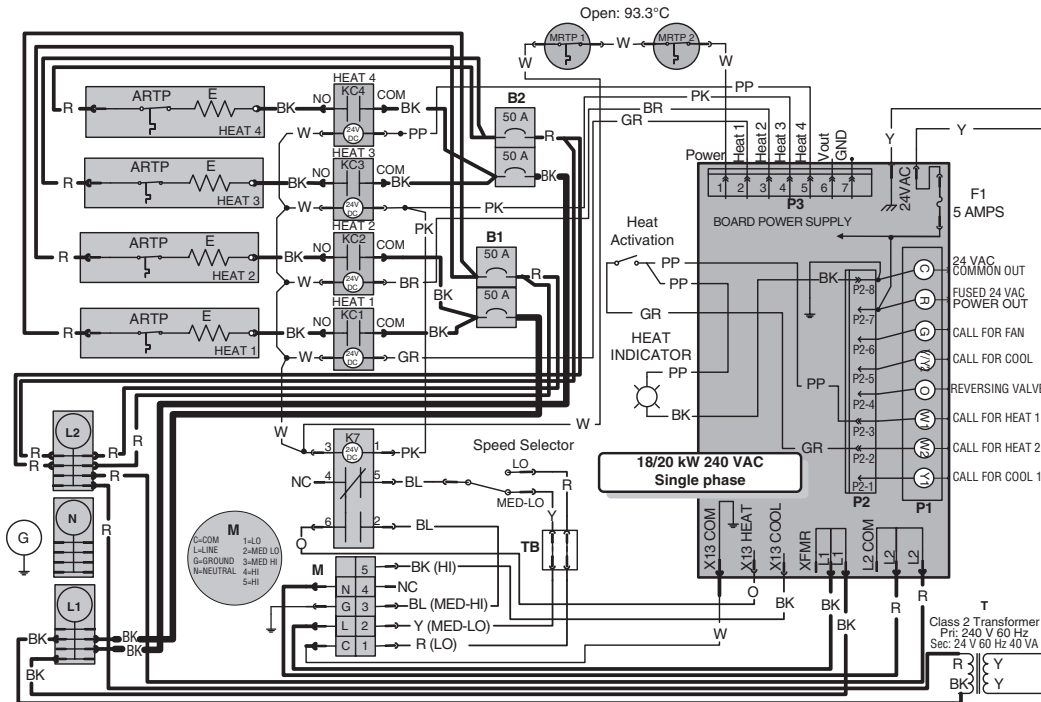 Open: 93.3°C
MRTP 1
W
MRTP 2
W
W
HEAT 4
R
ARTP
E
BK
NO
KC4
COM
BK
HEAT 4
W
24V DC
PP
B2
50 A
50 A
R
BK
PP
PK
BR
GR
HEAT 3
R
ARTP
E
BK
NO
KC3
COM
BK
HEAT 3
W
24V DC
PK
PK
HEAT 2
R
ARTP
E
BK
NO
KC2
COM
HEAT 2
W
24V DC
BR
BK
B1
50 A
50 A
R
HEAT 1
R
ARTP
E
BK
NO
KC1
COM
BK
HEAT 1
W
24V DC
GR
Power
Heat 1
Heat 2
Heat 3
Heat 4
Vout
GND
1
2
3
4
5
6
7
P3
BOARD POWER SUPPLY
Y
Y
24VAC
F1
5 AMPS
Heat
Activation
PP
PP
GR
HEAT
INDICATOR
PP
BK
BK
PP
GR
P2-8
P2-7
P2-6
P2-5
P2-4
P2-3
P2-2
P2-1
P2
C
R
G
O
W1
W2
Y1
P1
24 VAC
COMMON OUT
FUSED 24 VAC
POWER OUT
CALL FOR FAN
CALL FOR COOL
REVERSING VALVE
CALL FOR HEAT 1
CALL FOR HEAT 2
CALL FOR COOL 1
18/20 kW 240 VAC
Single phase
X13 COM
X13 HEAT
X13 COOL
XFMR
L1
L1
L2 COM
L2
L2
W
O
BK
BK
BK
R
R
W
W
K7
3
24V DC
1
PK
NC
4
5
BL
6
2
BL
O
Speed Selector
LO
MED-LO
R
Y
TB
L2
R
R
R
R
R
R
N
G
L1
BK
BK
BK
BK
M
C=COM
L=LINE
G=GROUND
N=NEUTRAL
1=LO
2=MED LO
3=MED HI
4=HI
5=HI
M
5
BK (HI)
N
4
NC
G
3
BL (MED-HI)
L
2
Y (MED-LO)
C
1
R (LO)
T
Class 2 Transformer
Pri: 240 V 60 Hz
Sec: 24 V 60 Hz 40 VA
R
Y
BK
Y